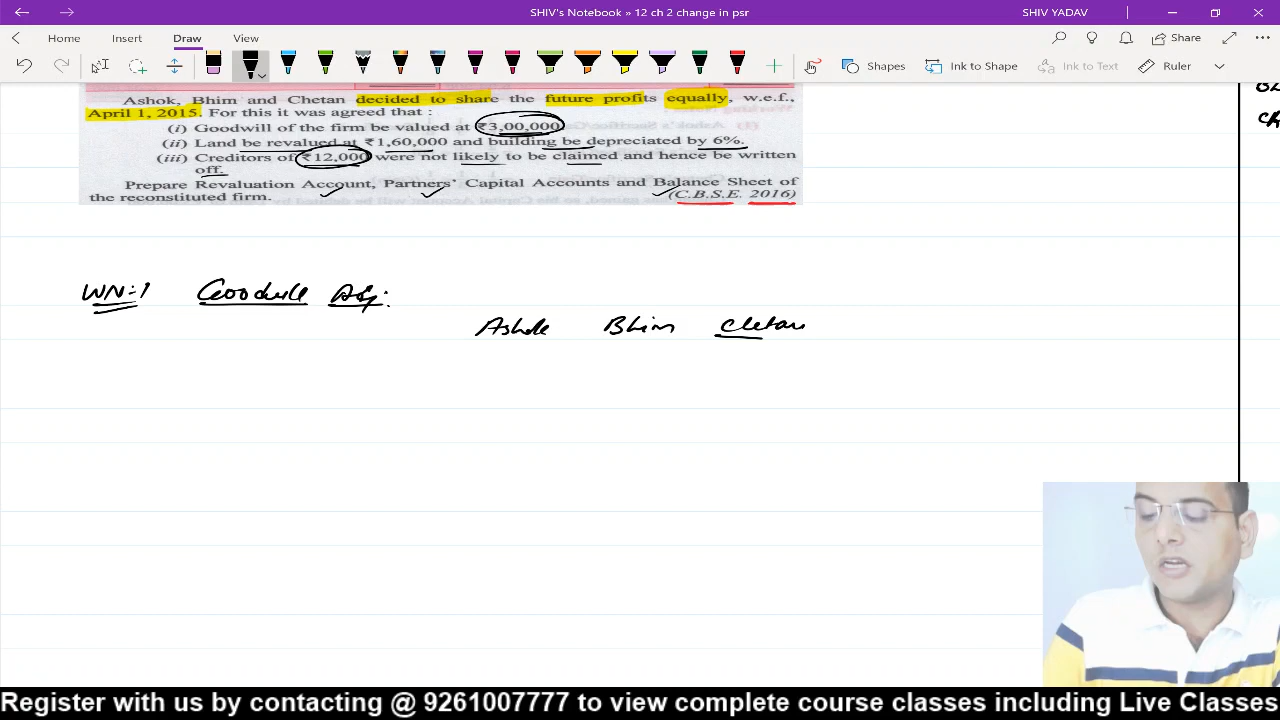 SHIV's Notebook » 12 ch 2 change in psr
SHIV YADAV
Home Insert Draw View
Share
Shapes Ink to Shape Ink to Text Ruler
Ashok, Bhim and Chetan decided to share the future profits equally, w.e.f.,
April 1, 2015. For this it was agreed that :
(i) Goodwill of the firm be valued at ₹3,00,000
(ii) Land be revalued at ₹1,60,000 and building be depreciated by 6%.
(iii) Creditors of ₹12,000 were not likely to be claimed and hence be written
off.
Prepare Revaluation Account, Partners' Capital Accounts and Balance Sheet of
the reconstituted firm. (C.B.S.E. 2016)
WN:1 Goodwill Adj:
Ashok Bhim Chetan
Register with us by contacting @ 9261007777 to view complete course classes including Live Classes